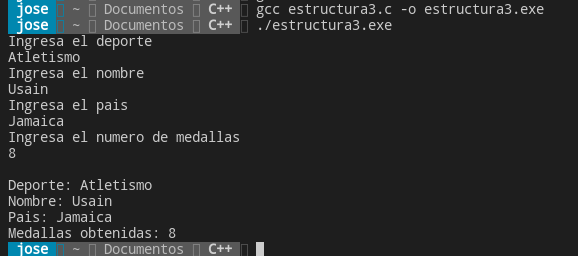 jose ~ Documentos C++ gcc estructura3.c -o estructura3.exe
jose ~ Documentos C++ ./estructura3.exe
Ingresa el deporte
Atletismo
Ingresa el nombre
Usain
Ingresa el pais
Jamaica
Ingresa el numero de medallas
8
Deporte: Atletismo
Nombre: Usain
Pais: Jamaica
Medallas obtenidas: 8
jose ~ Documentos C++